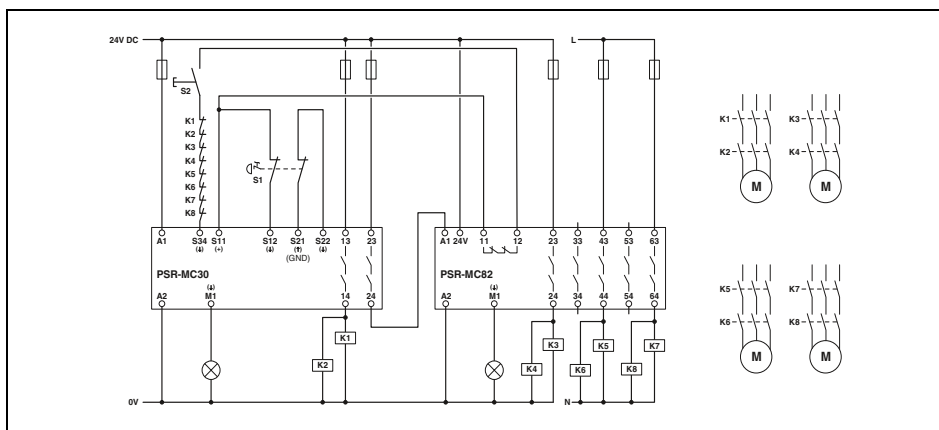 24V DC
L
S2
K1
K2
K3
K4
K5
K6
K7
K8
S1
K1
K2
M
K3
K4
M
A1 S34 S11 S12 S21 S22 13 23
(↓) (+) (↓) (↑) (↓)
(GND)
PSR-MC30
A2 (↓) M1 14 24
A1 24V 11 12 23 33 43 53 63
PSR-MC82
A2 (↓) M1 24 34 44 54 64
K1
K2
K3
K4
K5
K6
K7
K8
K5
K6
M
K7
K8
M
0V
N